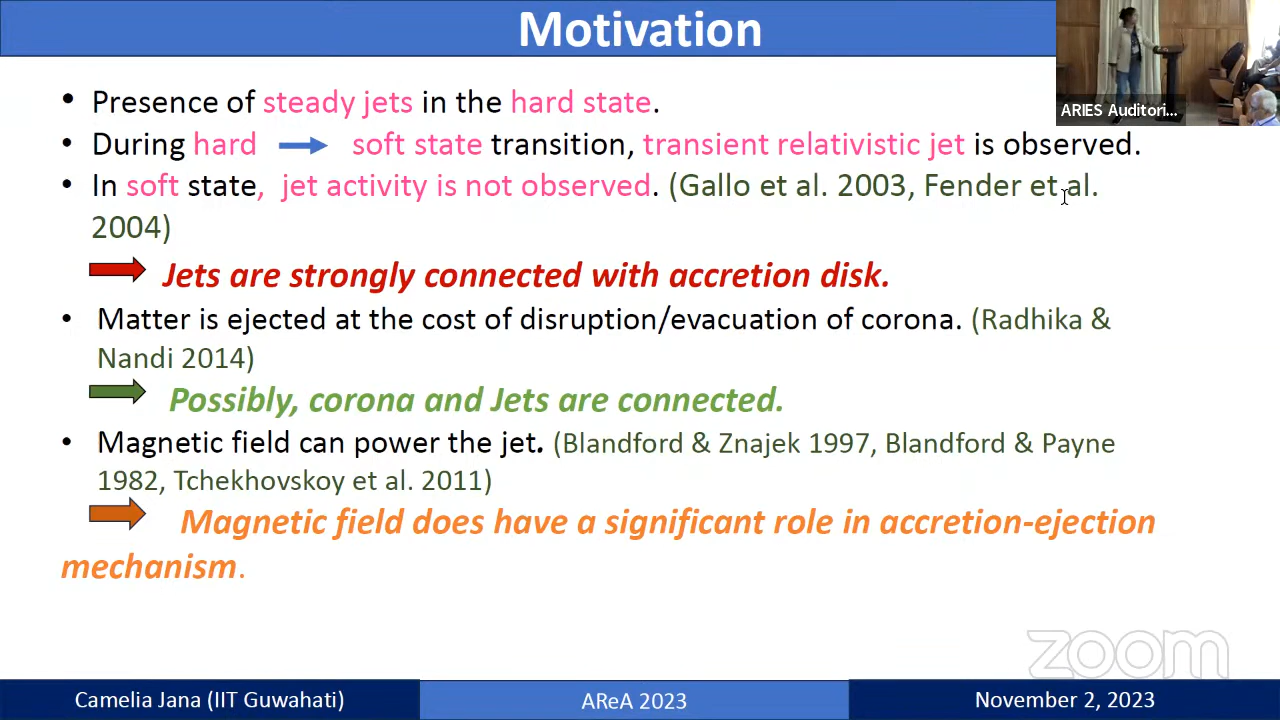 Motivation
ARIES Auditori...
• Presence of steady jets in the hard state.
• During hard → soft state transition, transient relativistic jet is observed.
• In soft state, jet activity is not observed. (Gallo et al. 2003, Fender et al.
2004)
Jets are strongly connected with accretion disk.
• Matter is ejected at the cost of disruption/evacuation of corona. (Radhika &
Nandi 2014)
Possibly, corona and Jets are connected.
• Magnetic field can power the jet. (Blandford & Znajek 1997, Blandford & Payne
1982, Tchekhovskoy et al. 2011)
Magnetic field does have a significant role in accretion-ejection
mechanism.
zoom
Camelia Jana (IIT Guwahati)
AReA 2023
November 2, 2023